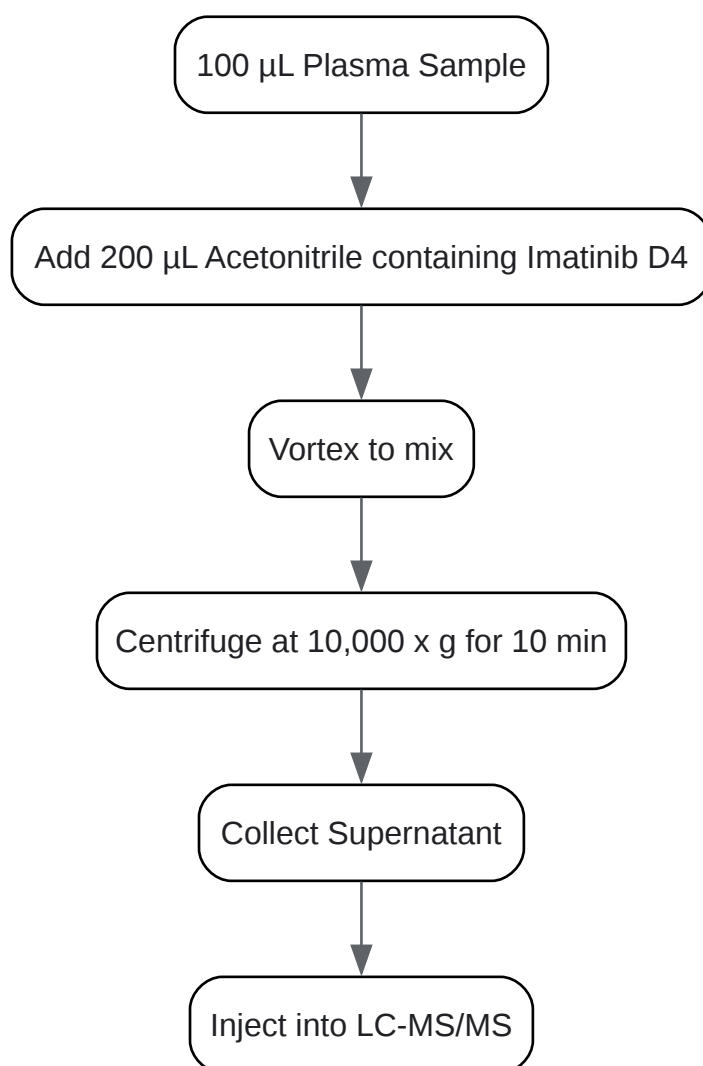 100 µL Plasma Sample
Add 200 µL Acetonitrile containing Imatinib D4
Vortex to mix
Centrifuge at 10,000 x g for 10 min
Collect Supernatant
Inject into LC-MS/MS